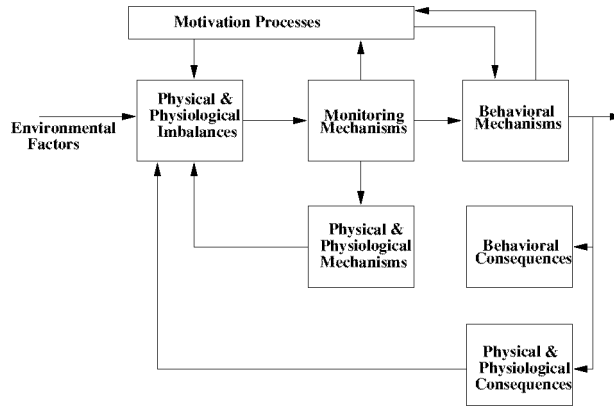 Motivation Processes
Physical &
Physiological
Imbalances
Monitoring
Mechanisms
Behavioral
Mechanisms
Environmental
Factors
Physical &
Physiological
Mechanisms
Behavioral
Consequences
Physical &
Physiological
Consequences